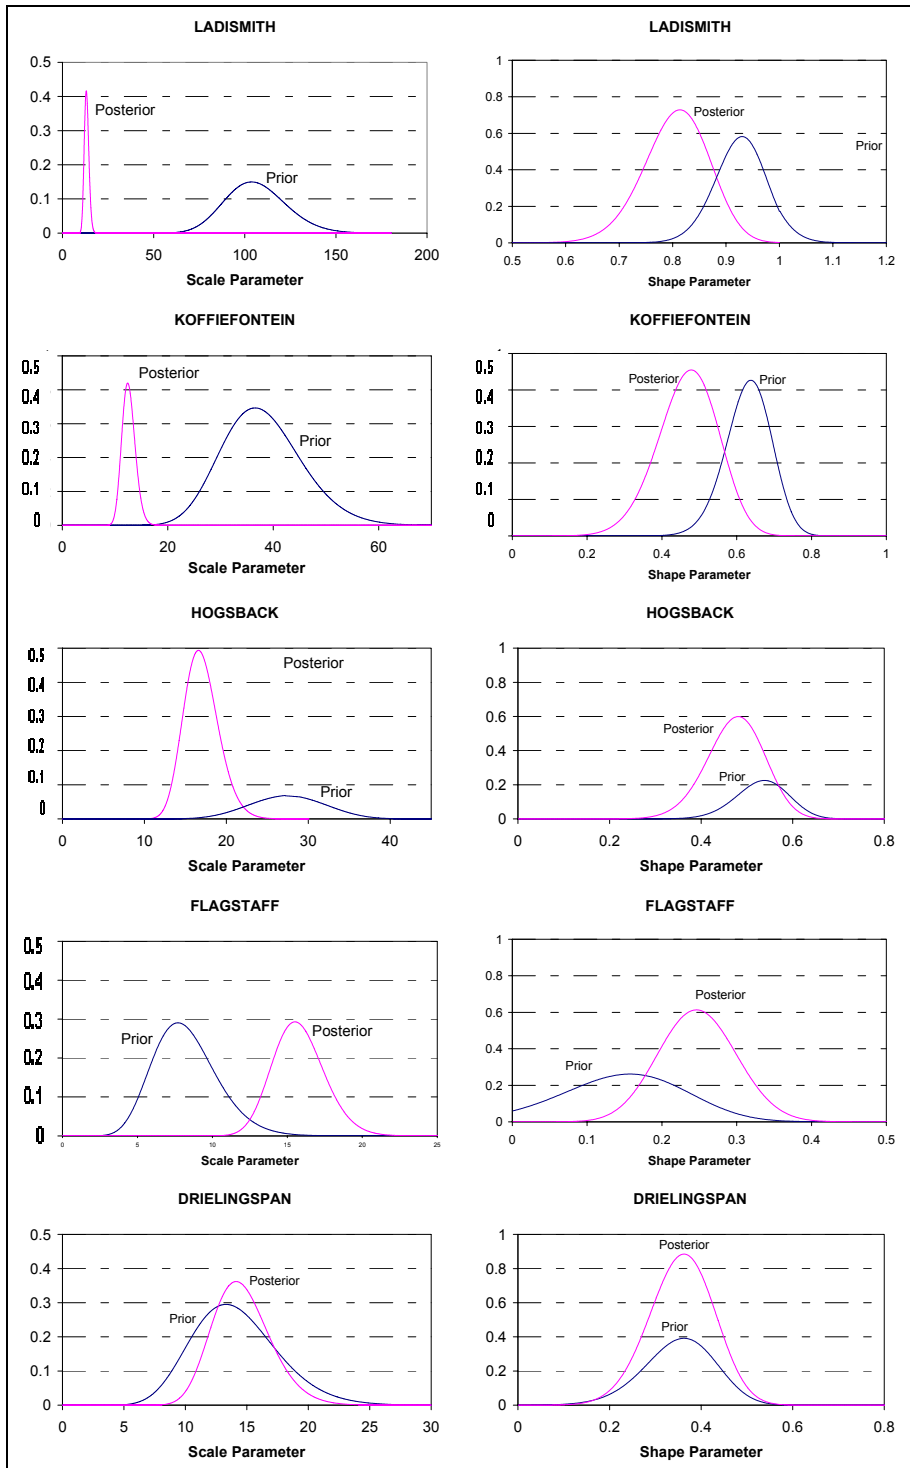 LADISMITH
0.5
0.4
0.3
0.2
0.1
0
Posterior
Prior
0 50 100 150 200
Scale Parameter
LADISMITH
1
0.8
0.6
0.4
0.2
0
Posterior
Prior
0.5 0.6 0.7 0.8 0.9 1 1.1 1.2
Shape Parameter
KOFFIEFONTEIN
0.5
0.4
0.3
0.2
0.1
0
Posterior
Prior
0 20 40 60
Scale Parameter
KOFFIEFONTEIN
0.5
0.4
0.3
0.2
0.1
0
Posterior
Prior
0 0.2 0.4 0.6 0.8 1
Shape Parameter
HOGSBACK
0.5
0.4
0.3
0.2
0.1
0
Posterior
Prior
0 10 20 30 40
Scale Parameter
HOGSBACK
1
0.8
0.6
0.4
0.2
0
Posterior
Prior
0 0.2 0.4 0.6 0.8
Shape Parameter
FLAGSTAFF
0.5
0.4
0.3
0.2
0.1
0
Prior
Posterior
0 5 10 15 20 25
Scale Parameter
FLAGSTAFF
1
0.8
0.6
0.4
0.2
0
Posterior
Prior
0 0.1 0.2 0.3 0.4 0.5
Shape Parameter
DRIELINGSPAN
0.5
0.4
0.3
0.2
0.1
0
Posterior
Prior
0 5 10 15 20 25 30
Scale Parameter
DRIELINGSPAN
1
0.8
0.6
0.4
0.2
0
Posterior
Prior
0 0.2 0.4 0.6 0.8
Shape Parameter